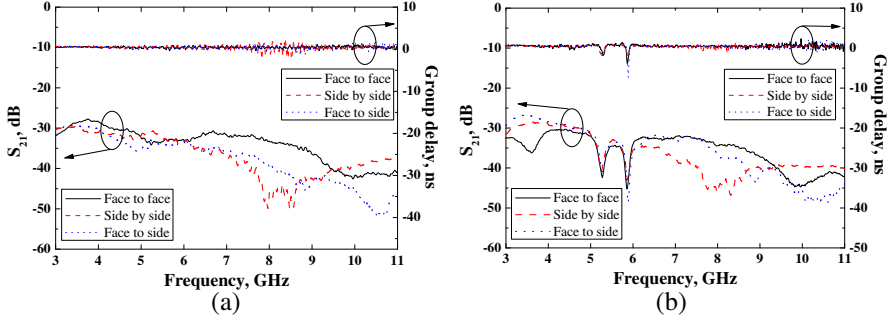 0
-10
-20
-30
-40
-50
-60
S21, dB
10
0
-10
-20
-30
-40
Group delay, ns
Face to face
Side by side
Face to side
Face to face
Side by side
Face to side
3 4 5 6 7 8 9 10 11
Frequency, GHz
(a)
0
-10
-20
-30
-40
-50
-60
S21, dB
10
0
-10
-20
-30
-40
-50
Group delay, ns
Face to face
Side by side
Face to side
Face to face
Side by side
Face to side
3 4 5 6 7 8 9 10 11
Frequency, GHz
(b)